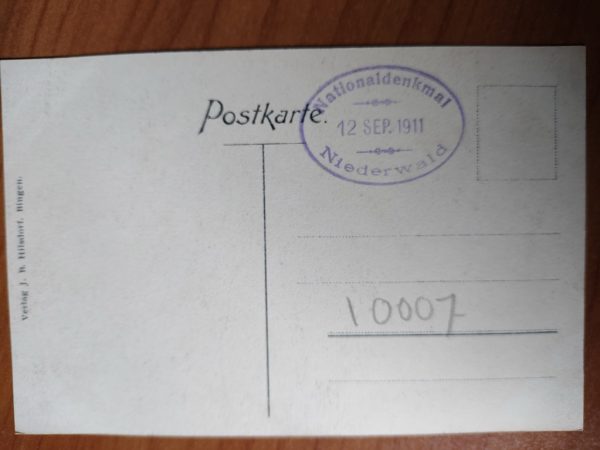 Postkarte.
Nationaldenkmal
12 SEP. 1911
Niederwald
10007
Verlag J. B. Hilsdorf, Bingen.